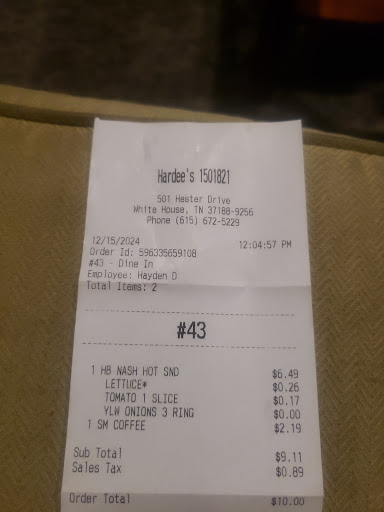 Hardee's 1501821
501 Hester Drive
White House, TN 37188-9256
Phone (615) 672-5229
12/15/2024 12:04:57 PM
Order Id: 596335659108
#43 - Dine In
Employee: Hayden D
Total Items: 2
#43
1 HB NASH HOT SND $6.49
LETTUCE* $0.26
TOMATO 1 SLICE $0.17
YLW ONIONS 3 RING $0.00
1 SM COFFEE $2.19
Sub Total $9.11
Sales Tax $0.89
Order Total $10.00